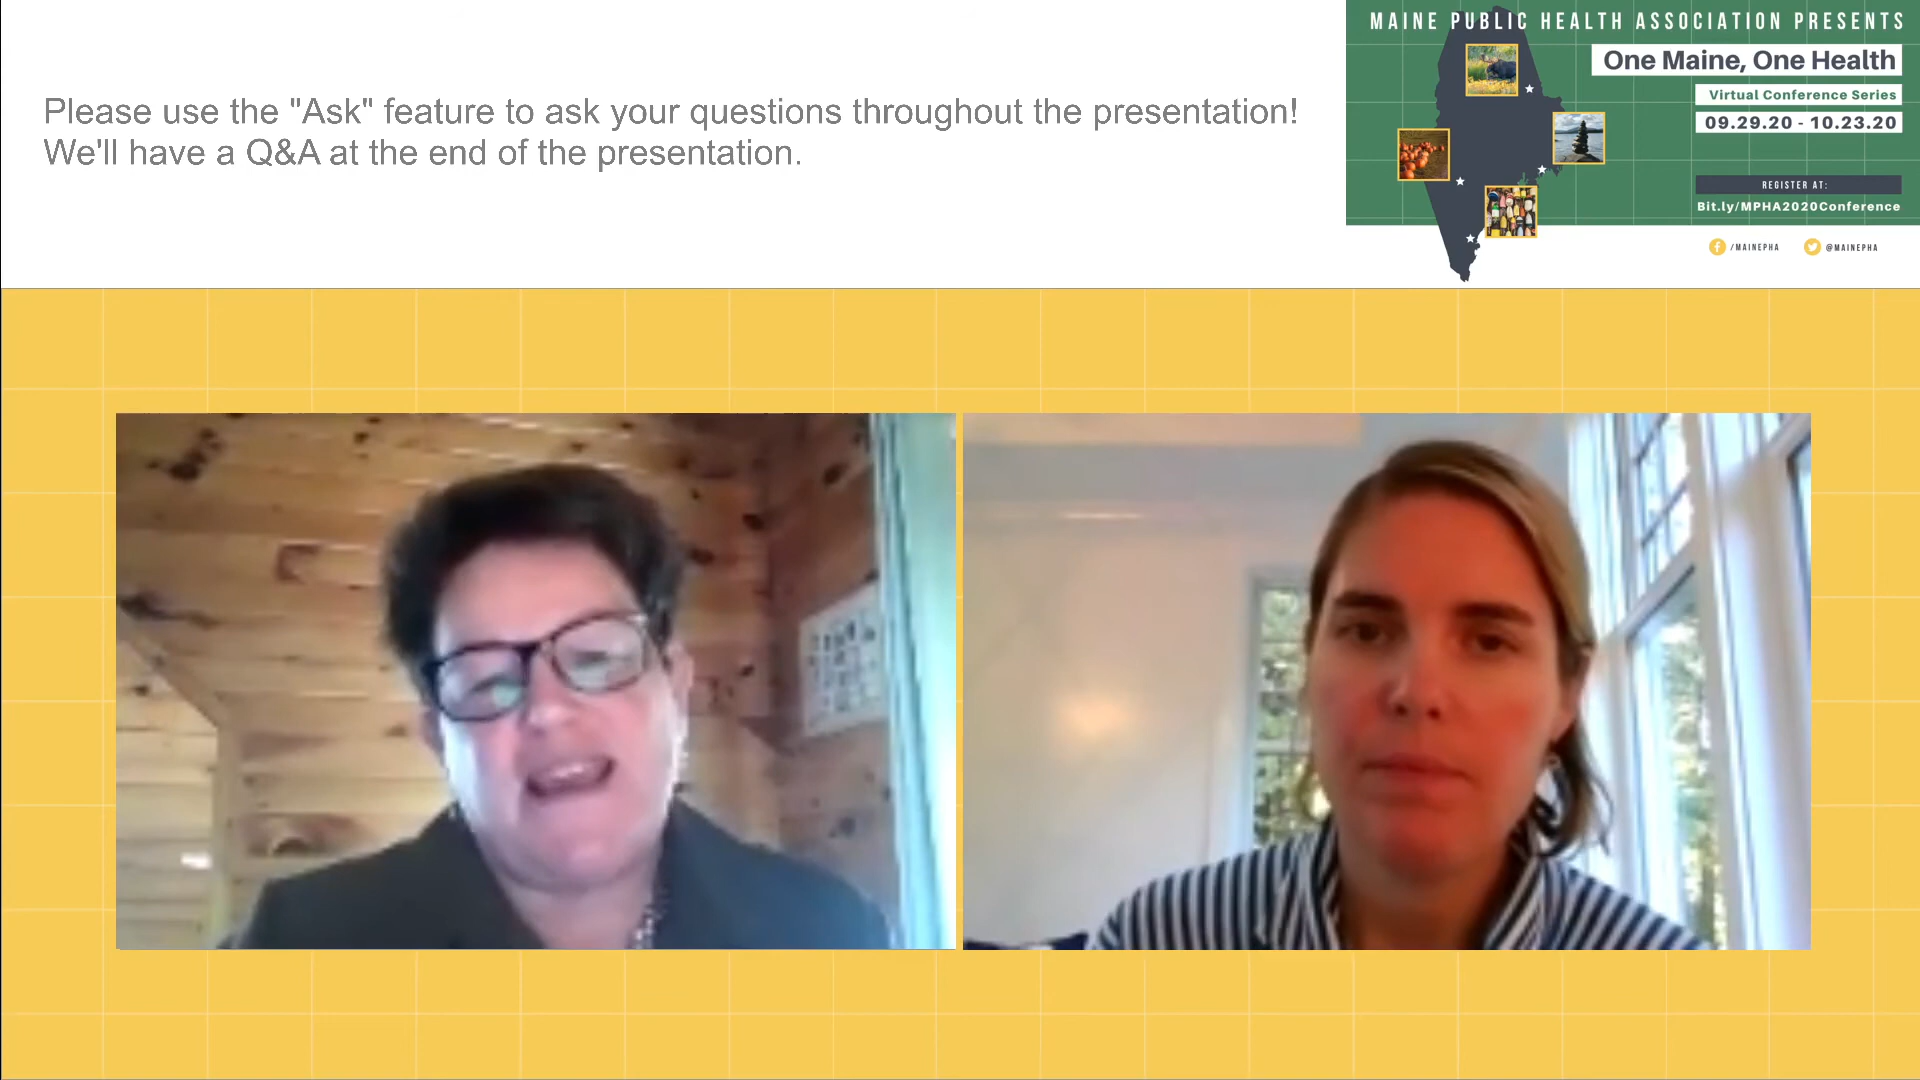 Please use the "Ask" feature to ask your questions throughout the presentation!
We'll have a Q&A at the end of the presentation.
MAINE PUBLIC HEALTH ASSOCIATION PRESENTS
One Maine, One Health
Virtual Conference Series
09.29.20 - 10.23.20
REGISTER AT:
Bit.ly/MPHA2020Conference
/MAINEPHA
@MAINEPHA